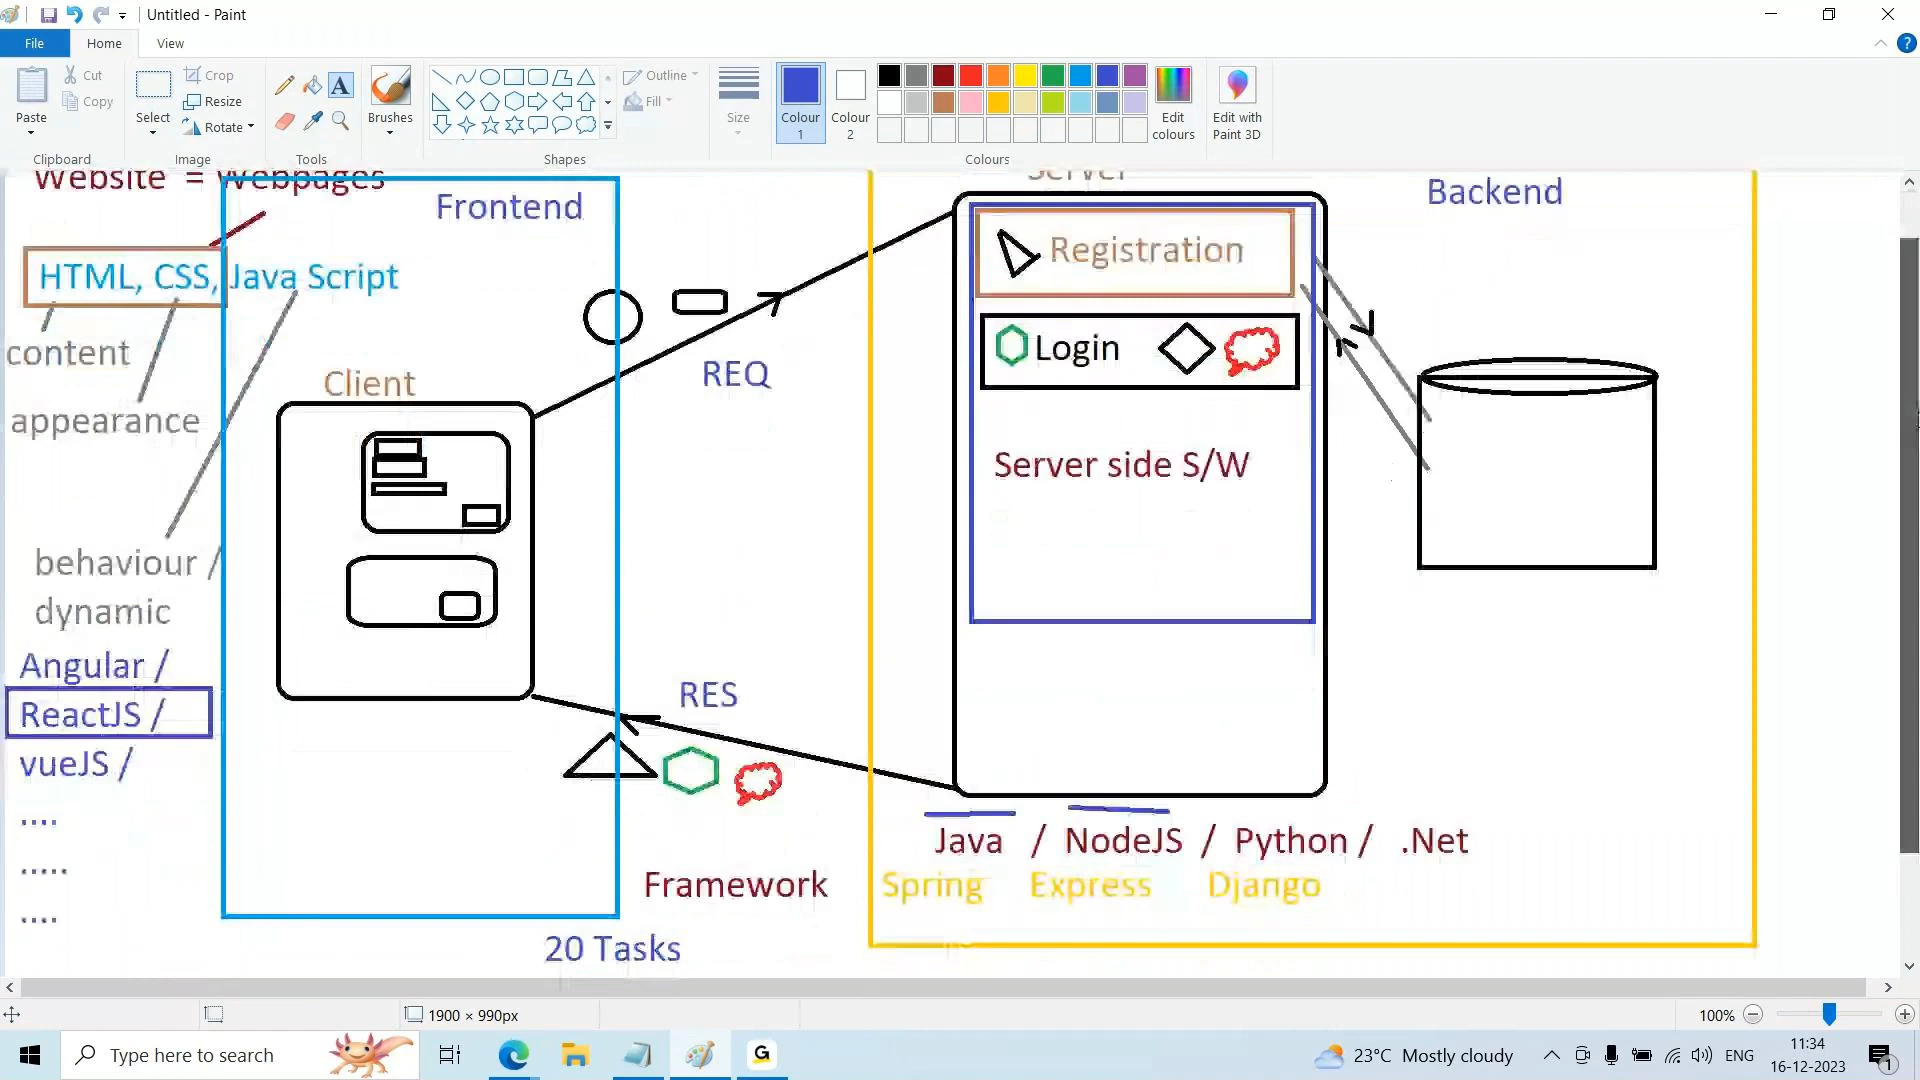 Untitled - Paint
File
Home
View
Paste
Cut
Copy
Clipboard
Select
Crop
Resize
Rotate
Image
A
Tools
Brushes
Outline
Fill
Shapes
Size
Colour 1
Colour 2
Edit colours
Edit with Paint 3D
Colours
Website = Webpages
Frontend
Server
Backend
HTML, CSS, Java Script
content
appearance
behaviour /
dynamic
Angular /
ReactJS /
vueJS /
....
.....
....
Client
REQ
RES
Registration
Login
Server side S/W
Java / NodeJS / Python / .Net
Framework Spring Express Django
20 Tasks
1900 × 990px
100%
Type here to search
G
23°C Mostly cloudy
ENG
11:34
16-12-2023
1